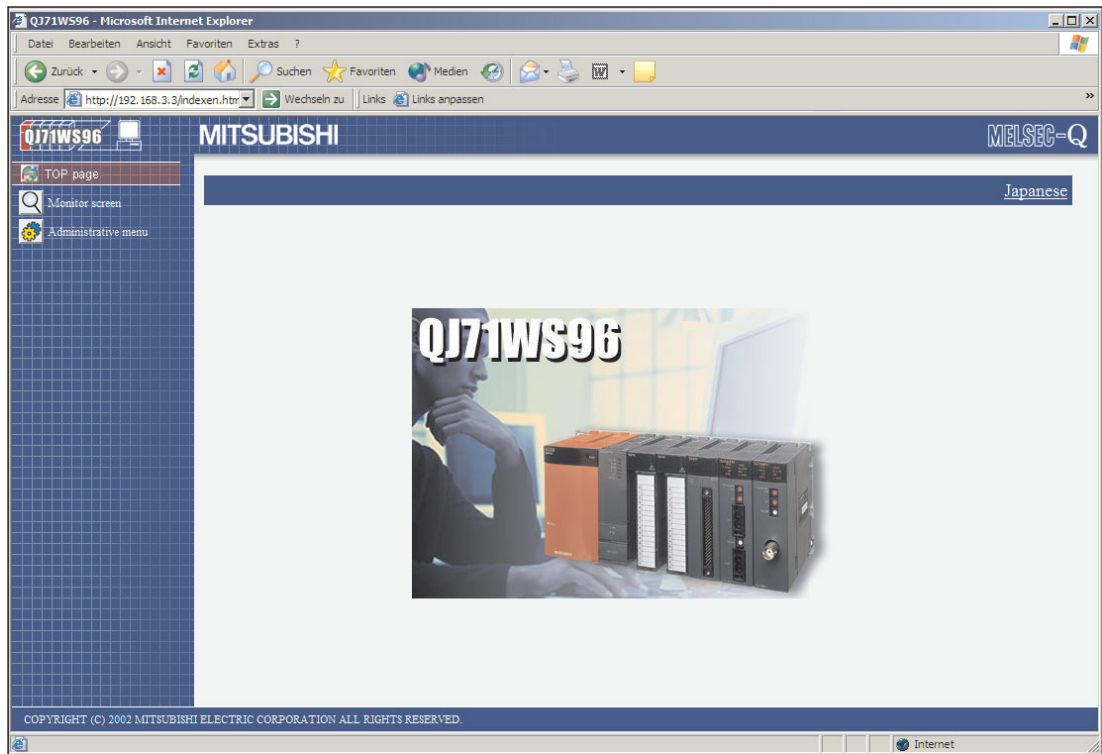 QJ71WS96 - Microsoft Internet Explorer
Datei Bearbeiten Ansicht Favoriten Extras ?
Zurück Suchen Favoriten Medien
Adresse http://192.168.3.3/indexen.htm Wechseln zu Links Links anpassen »
QJ71WS96 MITSUBISHI MELSEC-Q
TOP page
Japanese
Monitor screen
Administrative menu
QJ71WS96
COPYRIGHT (C) 2002 MITSUBISHI ELECTRIC CORPORATION ALL RIGHTS RESERVED.
Internet